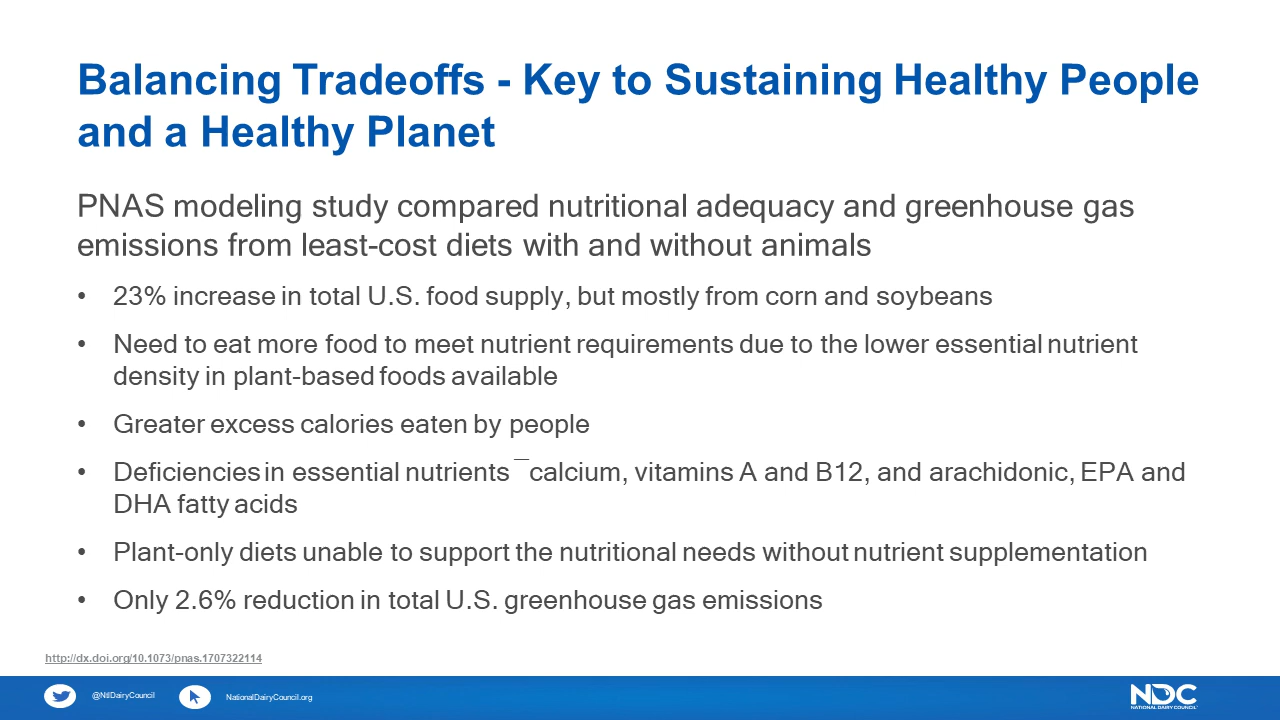 Balancing Tradeoffs - Key to Sustaining Healthy People
and a Healthy Planet
PNAS modeling study compared nutritional adequacy and greenhouse gas
emissions from least-cost diets with and without animals
• 23% increase in total U.S. food supply, but mostly from corn and soybeans
• Need to eat more food to meet nutrient requirements due to the lower essential nutrient
density in plant-based foods available
• Greater excess calories eaten by people
• Deficiencies in essential nutrients ¯calcium, vitamins A and B12, and arachidonic, EPA and
DHA fatty acids
• Plant-only diets unable to support the nutritional needs without nutrient supplementation
• Only 2.6% reduction in total U.S. greenhouse gas emissions
http://dx.doi.org/10.1073/pnas.1707322114
@NtlDairyCouncil
NationalDairyCouncil.org
NDC
NATIONAL DAIRY COUNCIL